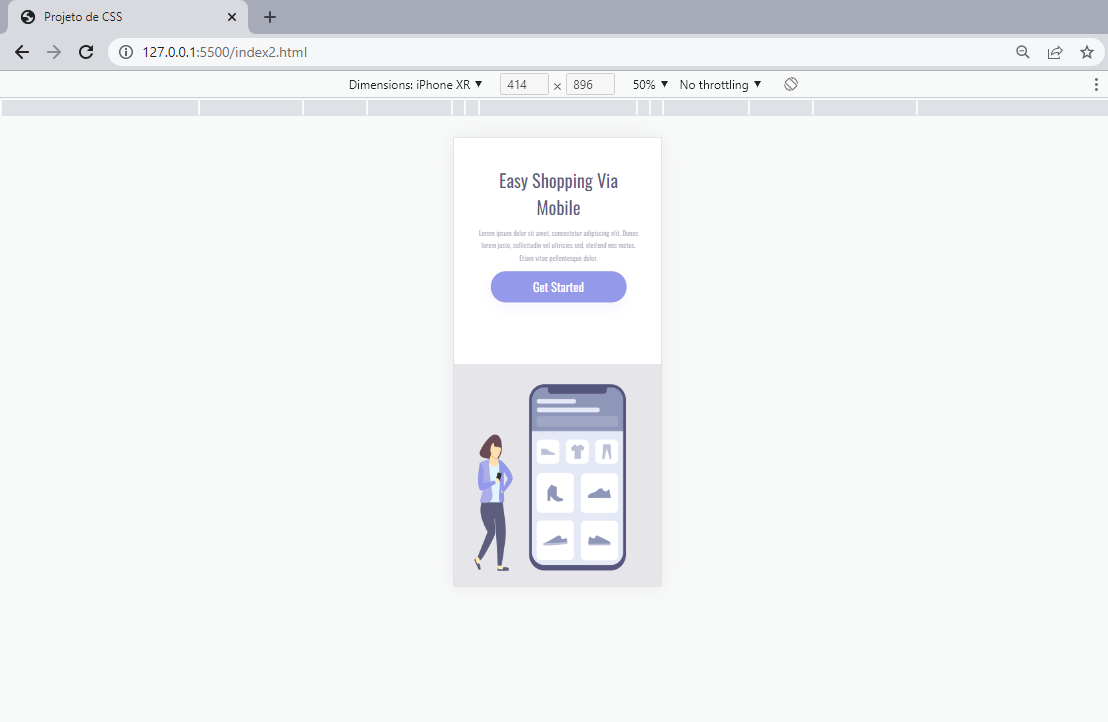 Projeto de CSS
127.0.0.1:5500/index2.html
Dimensions: iPhone XR ▼ 414 × 896 50% ▼ No throttling ▼
Easy Shopping Via
Mobile
Lorem ipsum dolor sit amet, consectetur adipiscing elit. Donec
lorem justo, sollicitudin vel ultricies sed, eleifend nec metus.
Etiam vitae pellentesque dolor.
Get Started